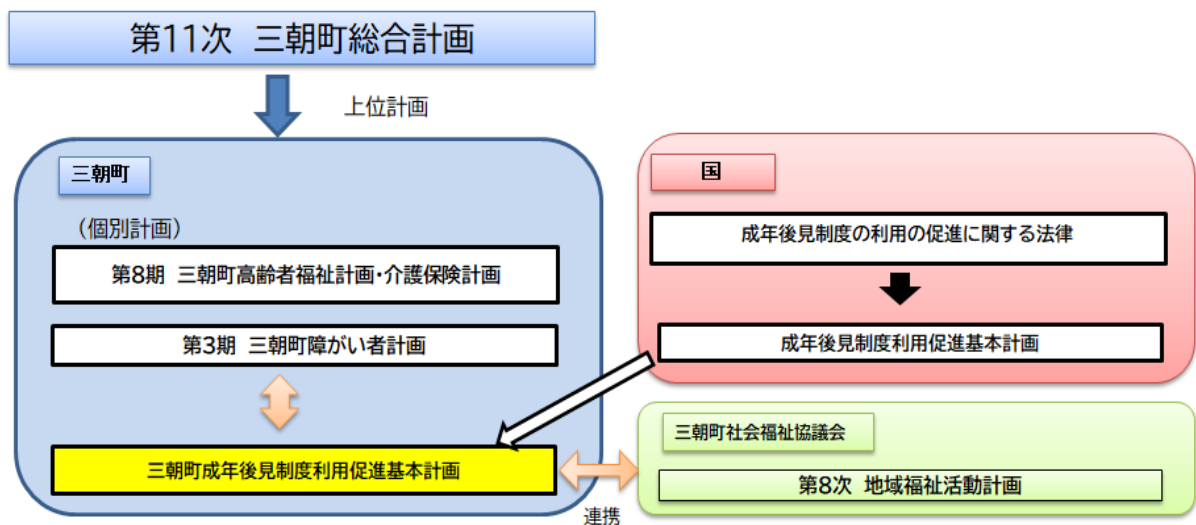 第11次 三朝町総合計画
上位計画
三朝町
(個別計画)
第8期 三朝町高齢者福祉計画・介護保険計画
第3期 三朝町障がい者計画
三朝町成年後見制度利用促進基本計画
国
成年後見制度の利用の促進に関する法律
成年後見制度利用促進基本計画
三朝町社会福祉協議会
第8次 地域福祉活動計画
連携